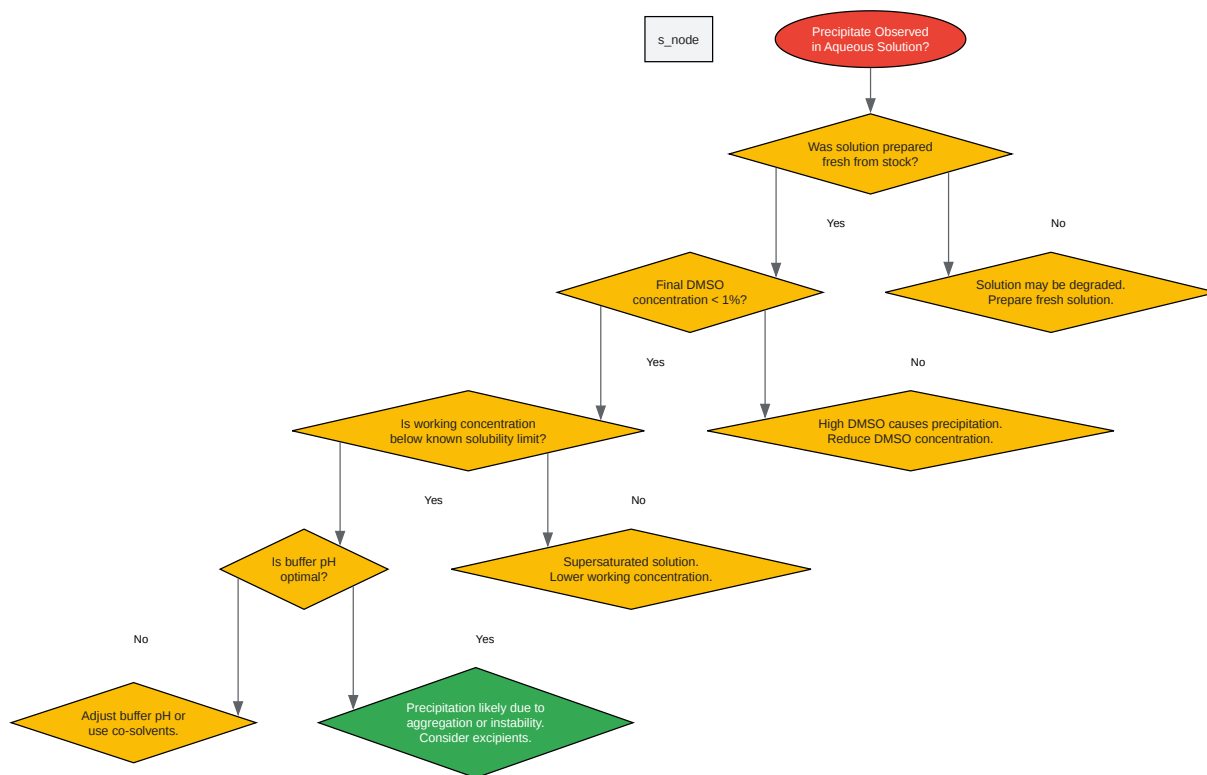 s_node
Precipitate Observed
in Aqueous Solution?
Was solution prepared
fresh from stock?
Yes
No
Final DMSO
concentration < 1%?
Solution may be degraded.
Prepare fresh solution.
Yes
No
Is working concentration
below known solubility limit?
High DMSO causes precipitation.
Reduce DMSO concentration.
Yes
No
Is buffer pH
optimal?
Supersaturated solution.
Lower working concentration.
No
Yes
Adjust buffer pH or
use co-solvents.
Precipitation likely due to
aggregation or instability.
Consider excipients.